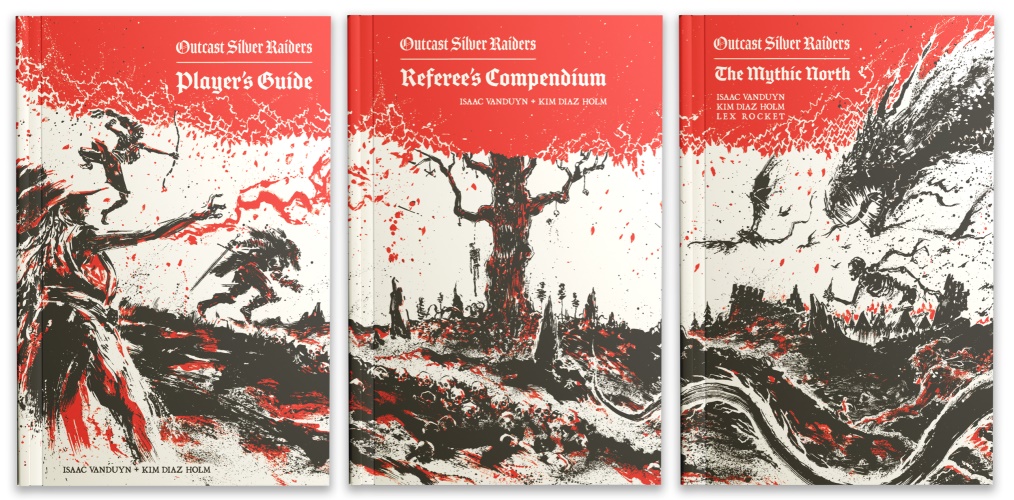 Outcast Silver Raiders
Player's Guide
ISAAC VANDUYN + KIM DIAZ HOLM
Outcast Silver Raiders
Referee's Compendium
ISAAC VANDUYN + KIM DIAZ HOLM
Outcast Silver Raiders
The Mythic North
ISAAC VANDUYN
KIM DIAZ HOLM
LEX ROCKET